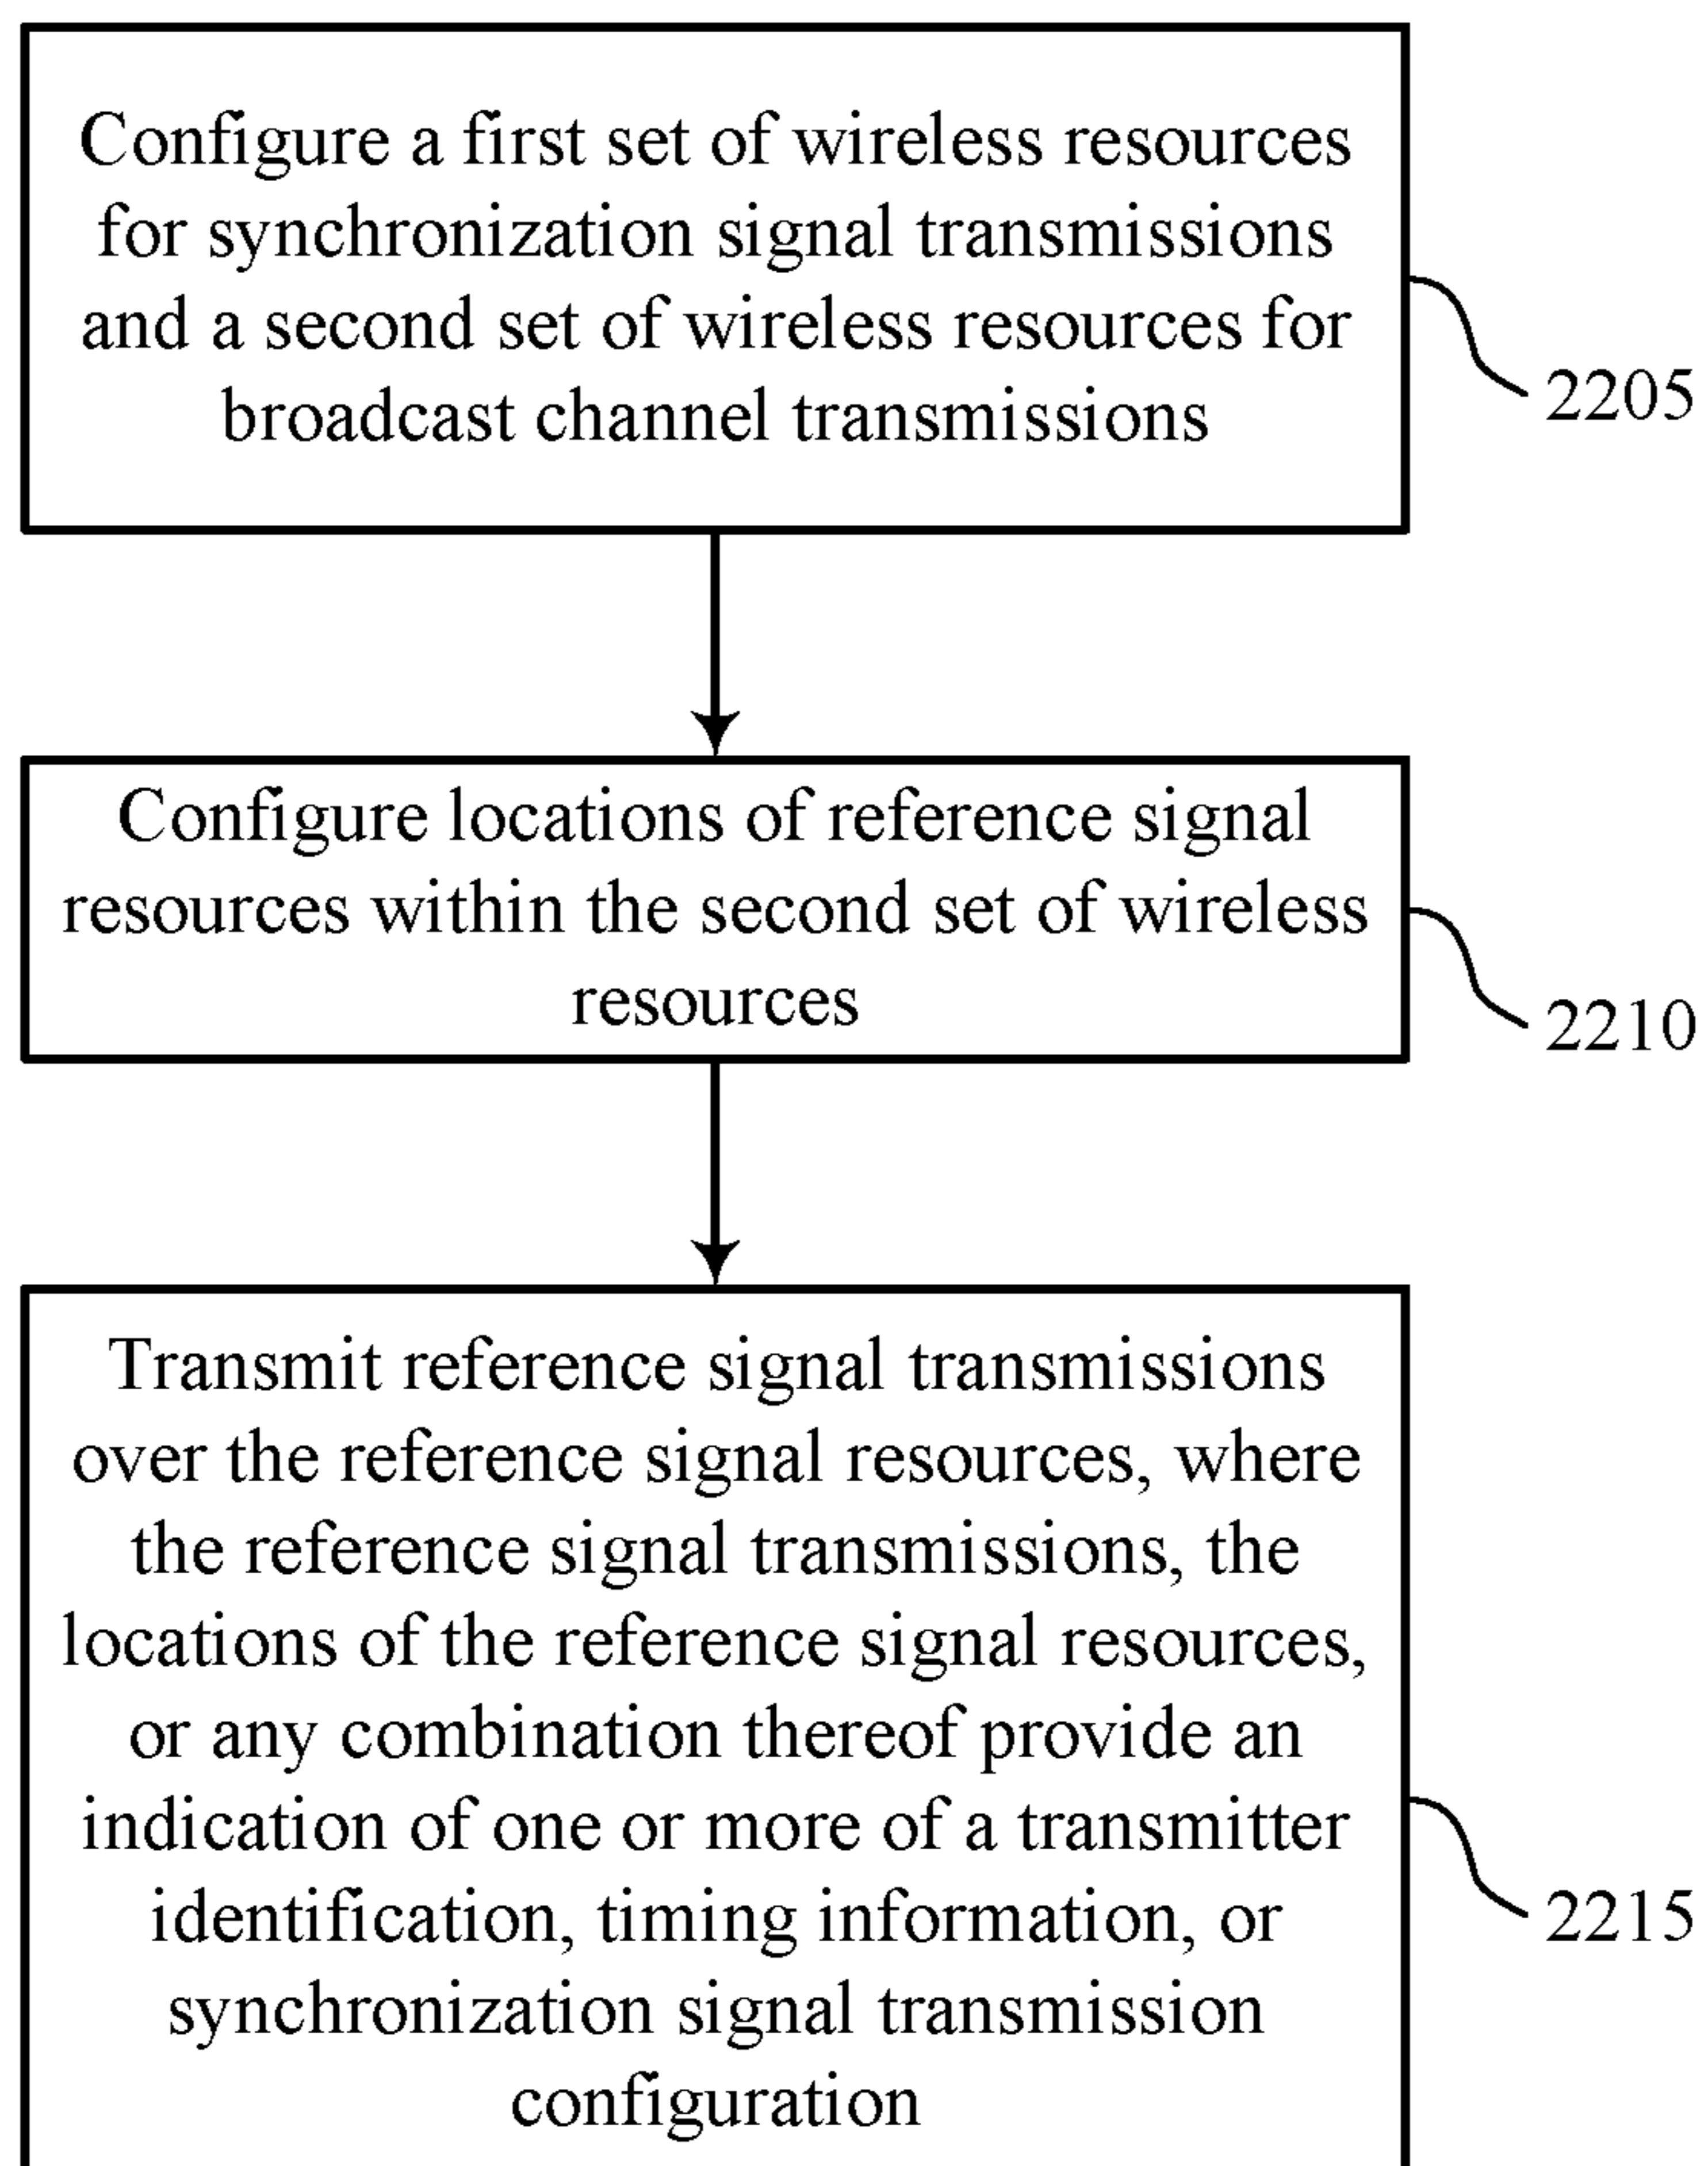 Configure a first set of wireless resources
for synchronization signal transmissions
and a second set of wireless resources for
broadcast channel transmissions
2205
Configure locations of reference signal
resources within the second set of wireless
resources
2210
Transmit reference signal transmissions
over the reference signal resources, where
the reference signal transmissions, the
locations of the reference signal resources,
or any combination thereof provide an
indication of one or more of a transmitter
identification, timing information, or
synchronization signal transmission
configuration
2215